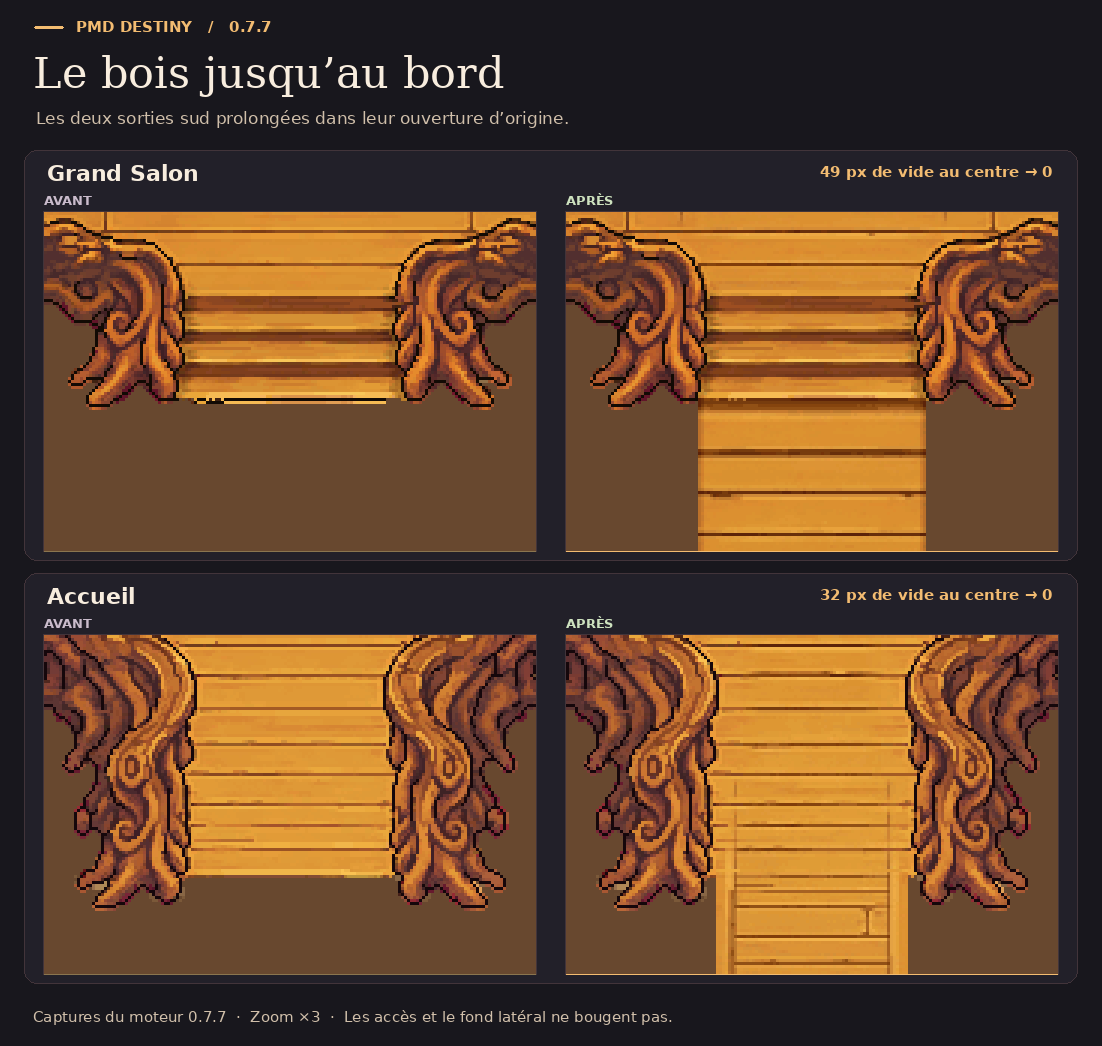 PMD DESTINY / 0.7.7
Le bois jusqu’au bord
Les deux sorties sud prolongées dans leur ouverture d’origine.
Grand Salon
49 px de vide au centre → 0
AVANT
APRÈS
Accueil
32 px de vide au centre → 0
AVANT
APRÈS
Captures du moteur 0.7.7 · Zoom ×3 · Les accès et le fond latéral ne bougent pas.